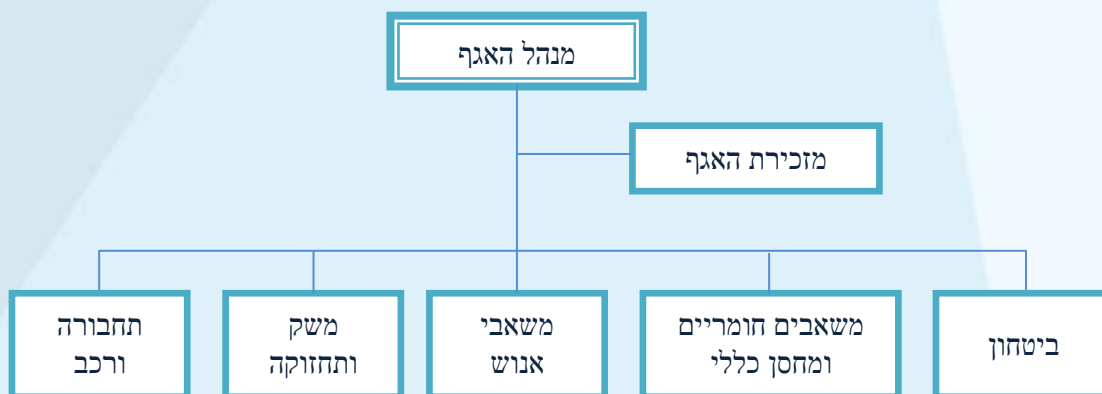 מנהל האגף
מזכירת האגף
ביטחון
משאבים חומריים
ומחסן כללי
משאבי
אנוש
משק
ותחזוקה
תחבורה
ורכב